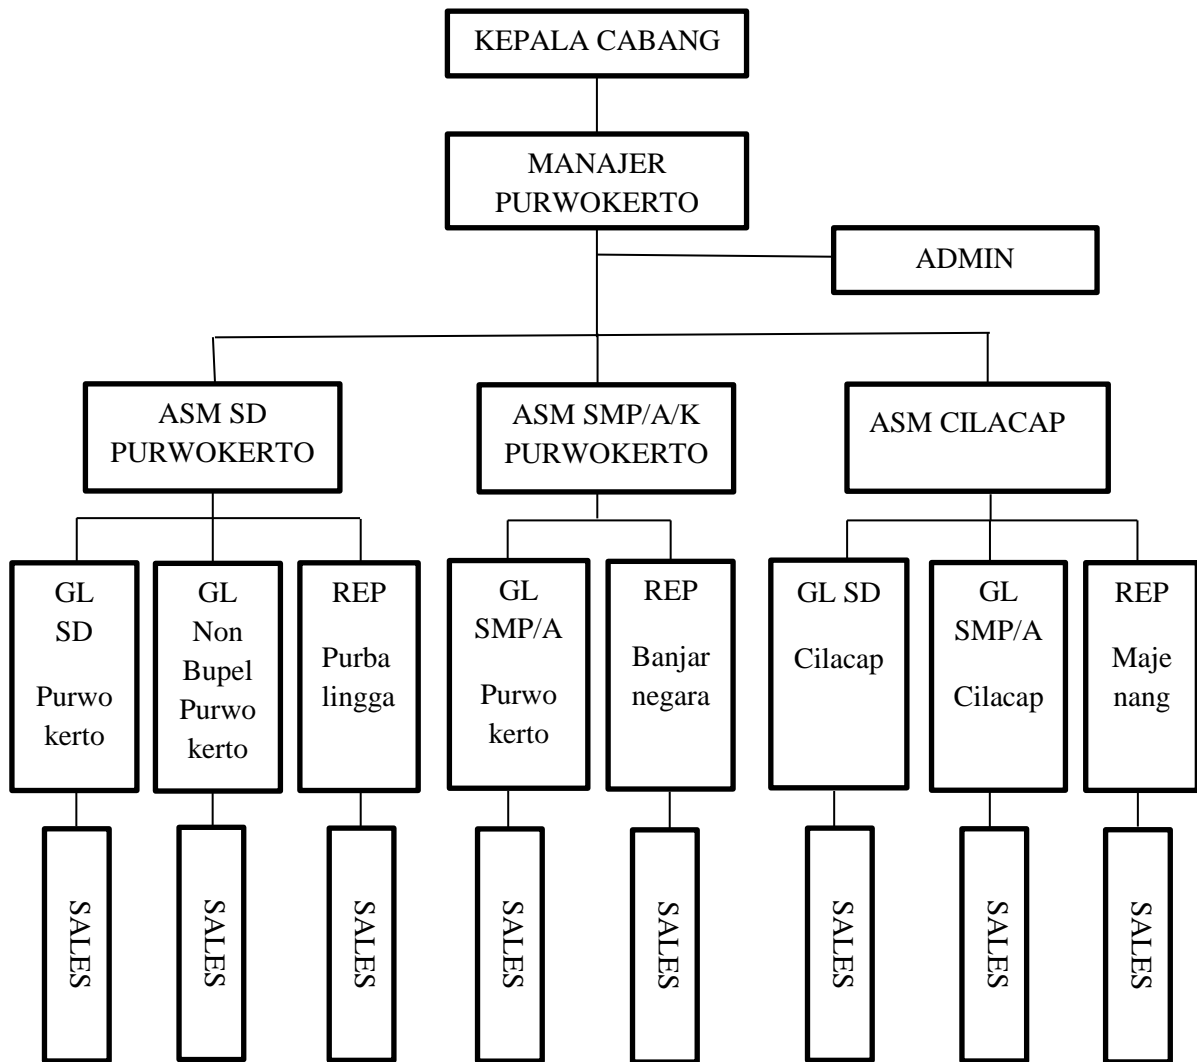 KEPALA CABANG
MANAJER
PURWOKERTO
ADMIN
ASM SD
PURWOKERTO
ASM SMP/A/K
PURWOKERTO
ASM CILACAP
GL
SD
Purwo
kerto
GL
Non
Bupel
Purwo
kerto
REP
Purba
lingga
GL
SMP/A
Purwo
kerto
REP
Banjar
negara
GL SD
Cilacap
GL
SMP/A
Cilacap
REP
Maje
nang
SALES
SALES
SALES
SALES
SALES
SALES
SALES
SALES